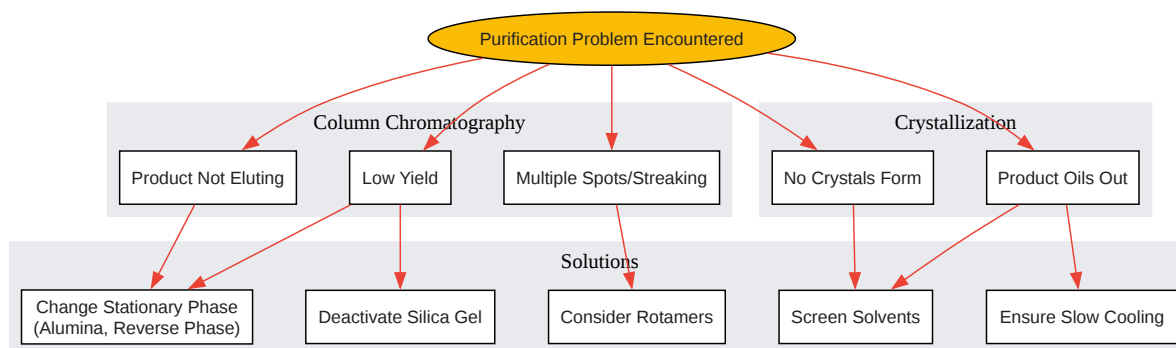 Purification Problem Encountered
Column Chromatography
Crystallization
Product Not Eluting
Low Yield
Multiple Spots/Streaking
No Crystals Form
Product Oils Out
Solutions
Change Stationary Phase
(Alumina, Reverse Phase)
Deactivate Silica Gel
Consider Rotamers
Screen Solvents
Ensure Slow Cooling